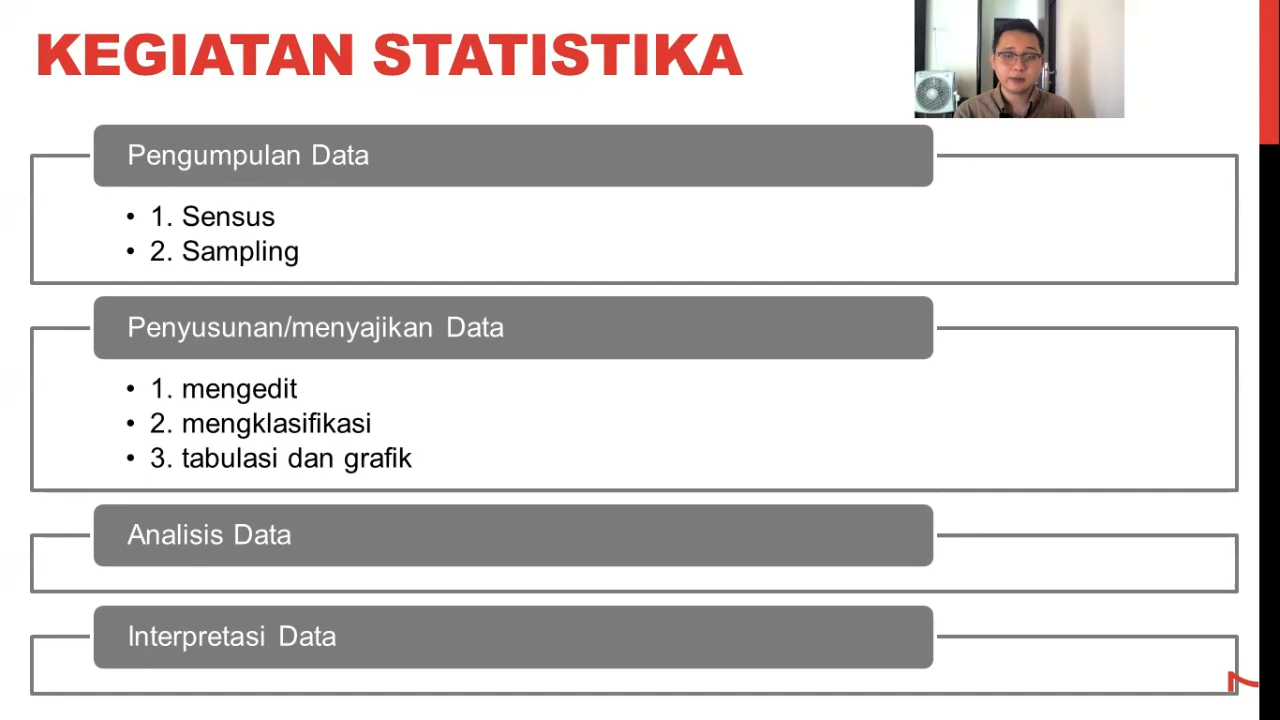 KEGIATAN STATISTIKA
Pengumpulan Data
• 1. Sensus
• 2. Sampling
Penyusunan/menyajikan Data
• 1. mengedit
• 2. mengklasifikasi
• 3. tabulasi dan grafik
Analisis Data
Interpretasi Data
7